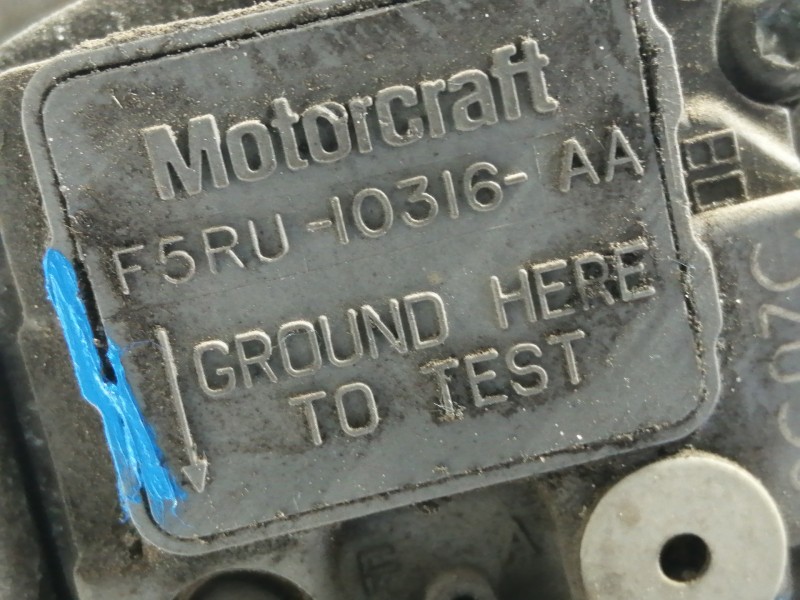 Motorcraft
F5RU-10316-AA
GROUND HERE
TO TEST